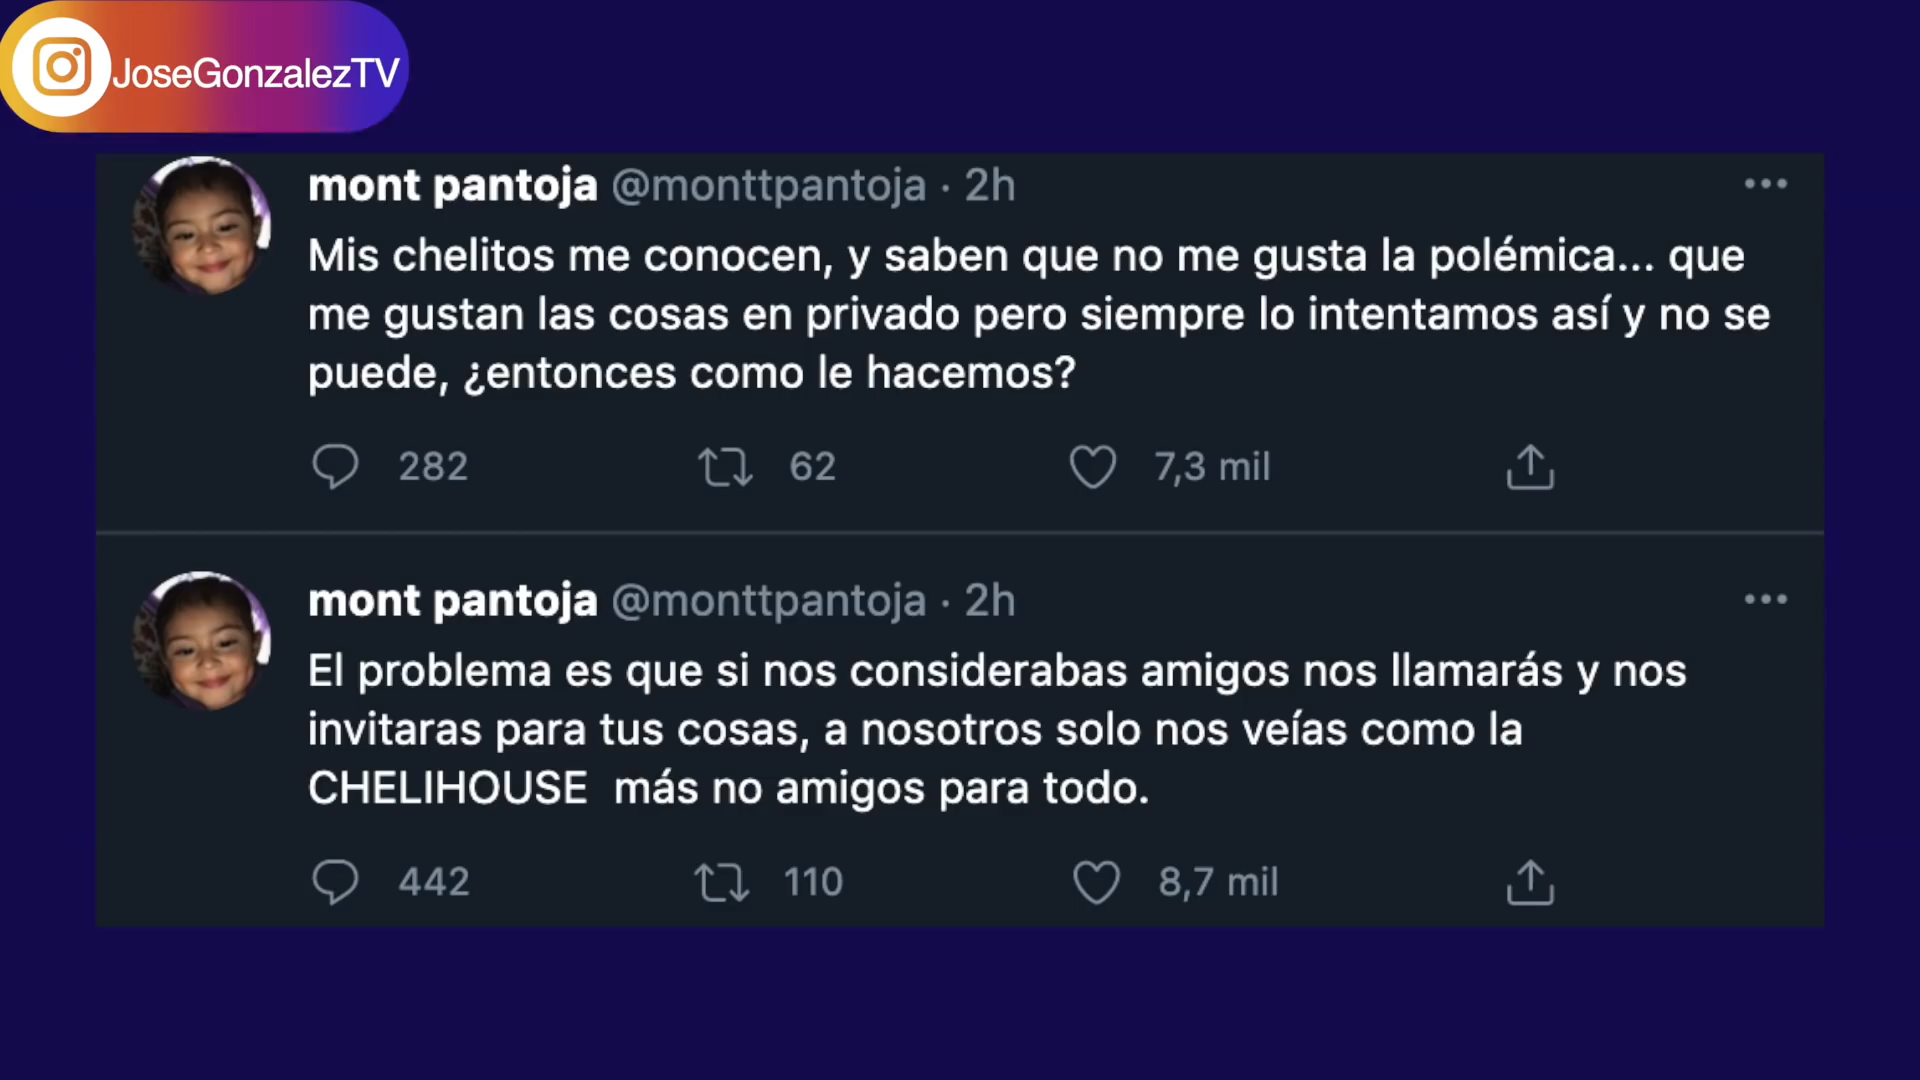 JoseGonzalezTV
mont pantoja @monttpantoja · 2h
Mis chelitos me conocen, y saben que no me gusta la polémica... que
me gustan las cosas en privado pero siempre lo intentamos así y no se
puede, ¿entonces como le hacemos?
282 62 7,3 mil
mont pantoja @monttpantoja · 2h
El problema es que si nos considerabas amigos nos llamarás y nos
invitaras para tus cosas, a nosotros solo nos veías como la
CHELIHOUSE más no amigos para todo.
442 110 8,7 mil